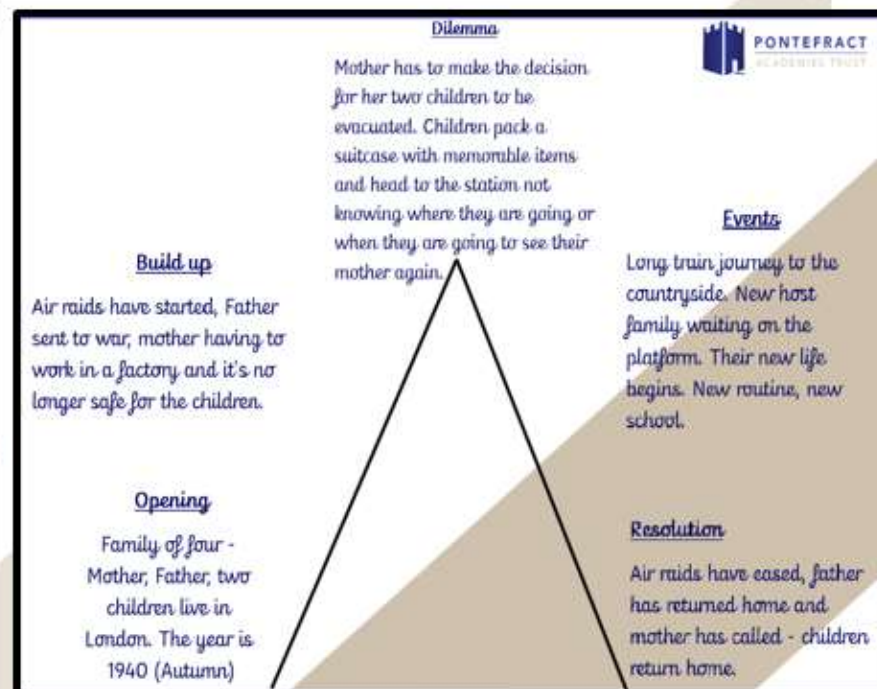 Dilemma
Mother has to make the decision
for her two children to be
evacuated. Children pack a
suitcase with memorable items
and head to the station not
knowing where they are going or
when they are going to see their
mother again.
PONTEFRACT
ACADEMIES TRUST
Build up
Air raids have started, Father
sent to war, mother having to
work in a factory and it's no
longer safe for the children.
Events
Long train journey to the
countryside. New host
family waiting on the
platform. Their new life
begins. New routine, new
school.
Opening
Family of four -
Mother, Father, two
children live in
London. The year is
1940 (Autumn)
Resolution
Air raids have eased, father
has returned home and
mother has called - children
return home.